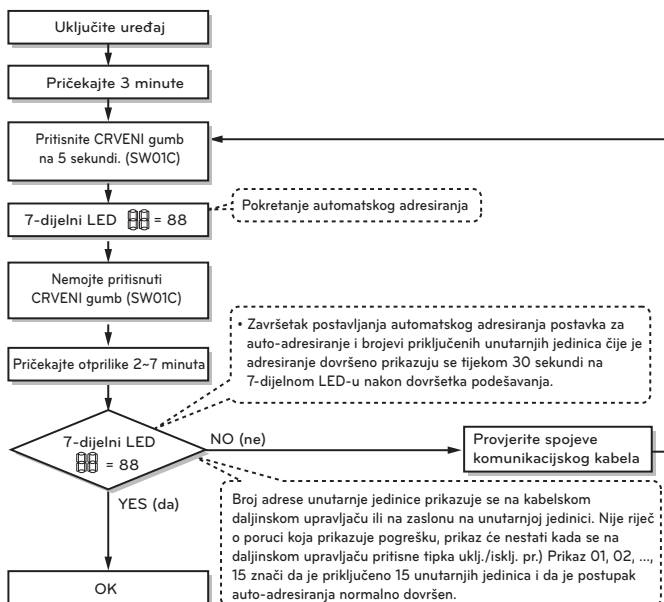 Uključite uređaj
Pričekajte 3 minute
Pritisnite CRVENI gumb
na 5 sekundi. (SW01C)
7-dijelni LED 88 = 88
Pokretanje automatskog adresiranja
Nemojte pritisnuti
CRVENI gumb (SW01C)
• Završetak postavljanja automatskog adresiranja postavka za
auto-adresiranje i brojevi priključenih unutarnjih jedinica čije je
adresiranje dovršeno prikazuju se tijekom 30 sekundi na
7-dijelnom LED-u nakon dovršetka podešavanja.
Pričekajte otprilike 2~7 minuta
7-dijelni LED
88 = 88
NO (ne)
Provjerite spojeve
komunikacijskog kabela
YES (da)
Broj adrese unutarnje jedinice prikazuje se na kabelskom
daljinskom upravljaču ili na zaslonu na unutarnjoj jedinici. Nije riječ
o poruci koja prikazuje pogrešku, prikaz će nestati kada se na
daljinskom upravljaču pritisne tipka uklj./isklj. pr.) Prikaz 01, 02, ...,
15 znači da je priključeno 15 unutarnjih jedinica i da je postupak
auto-adresiranja normalno dovršen.
OK